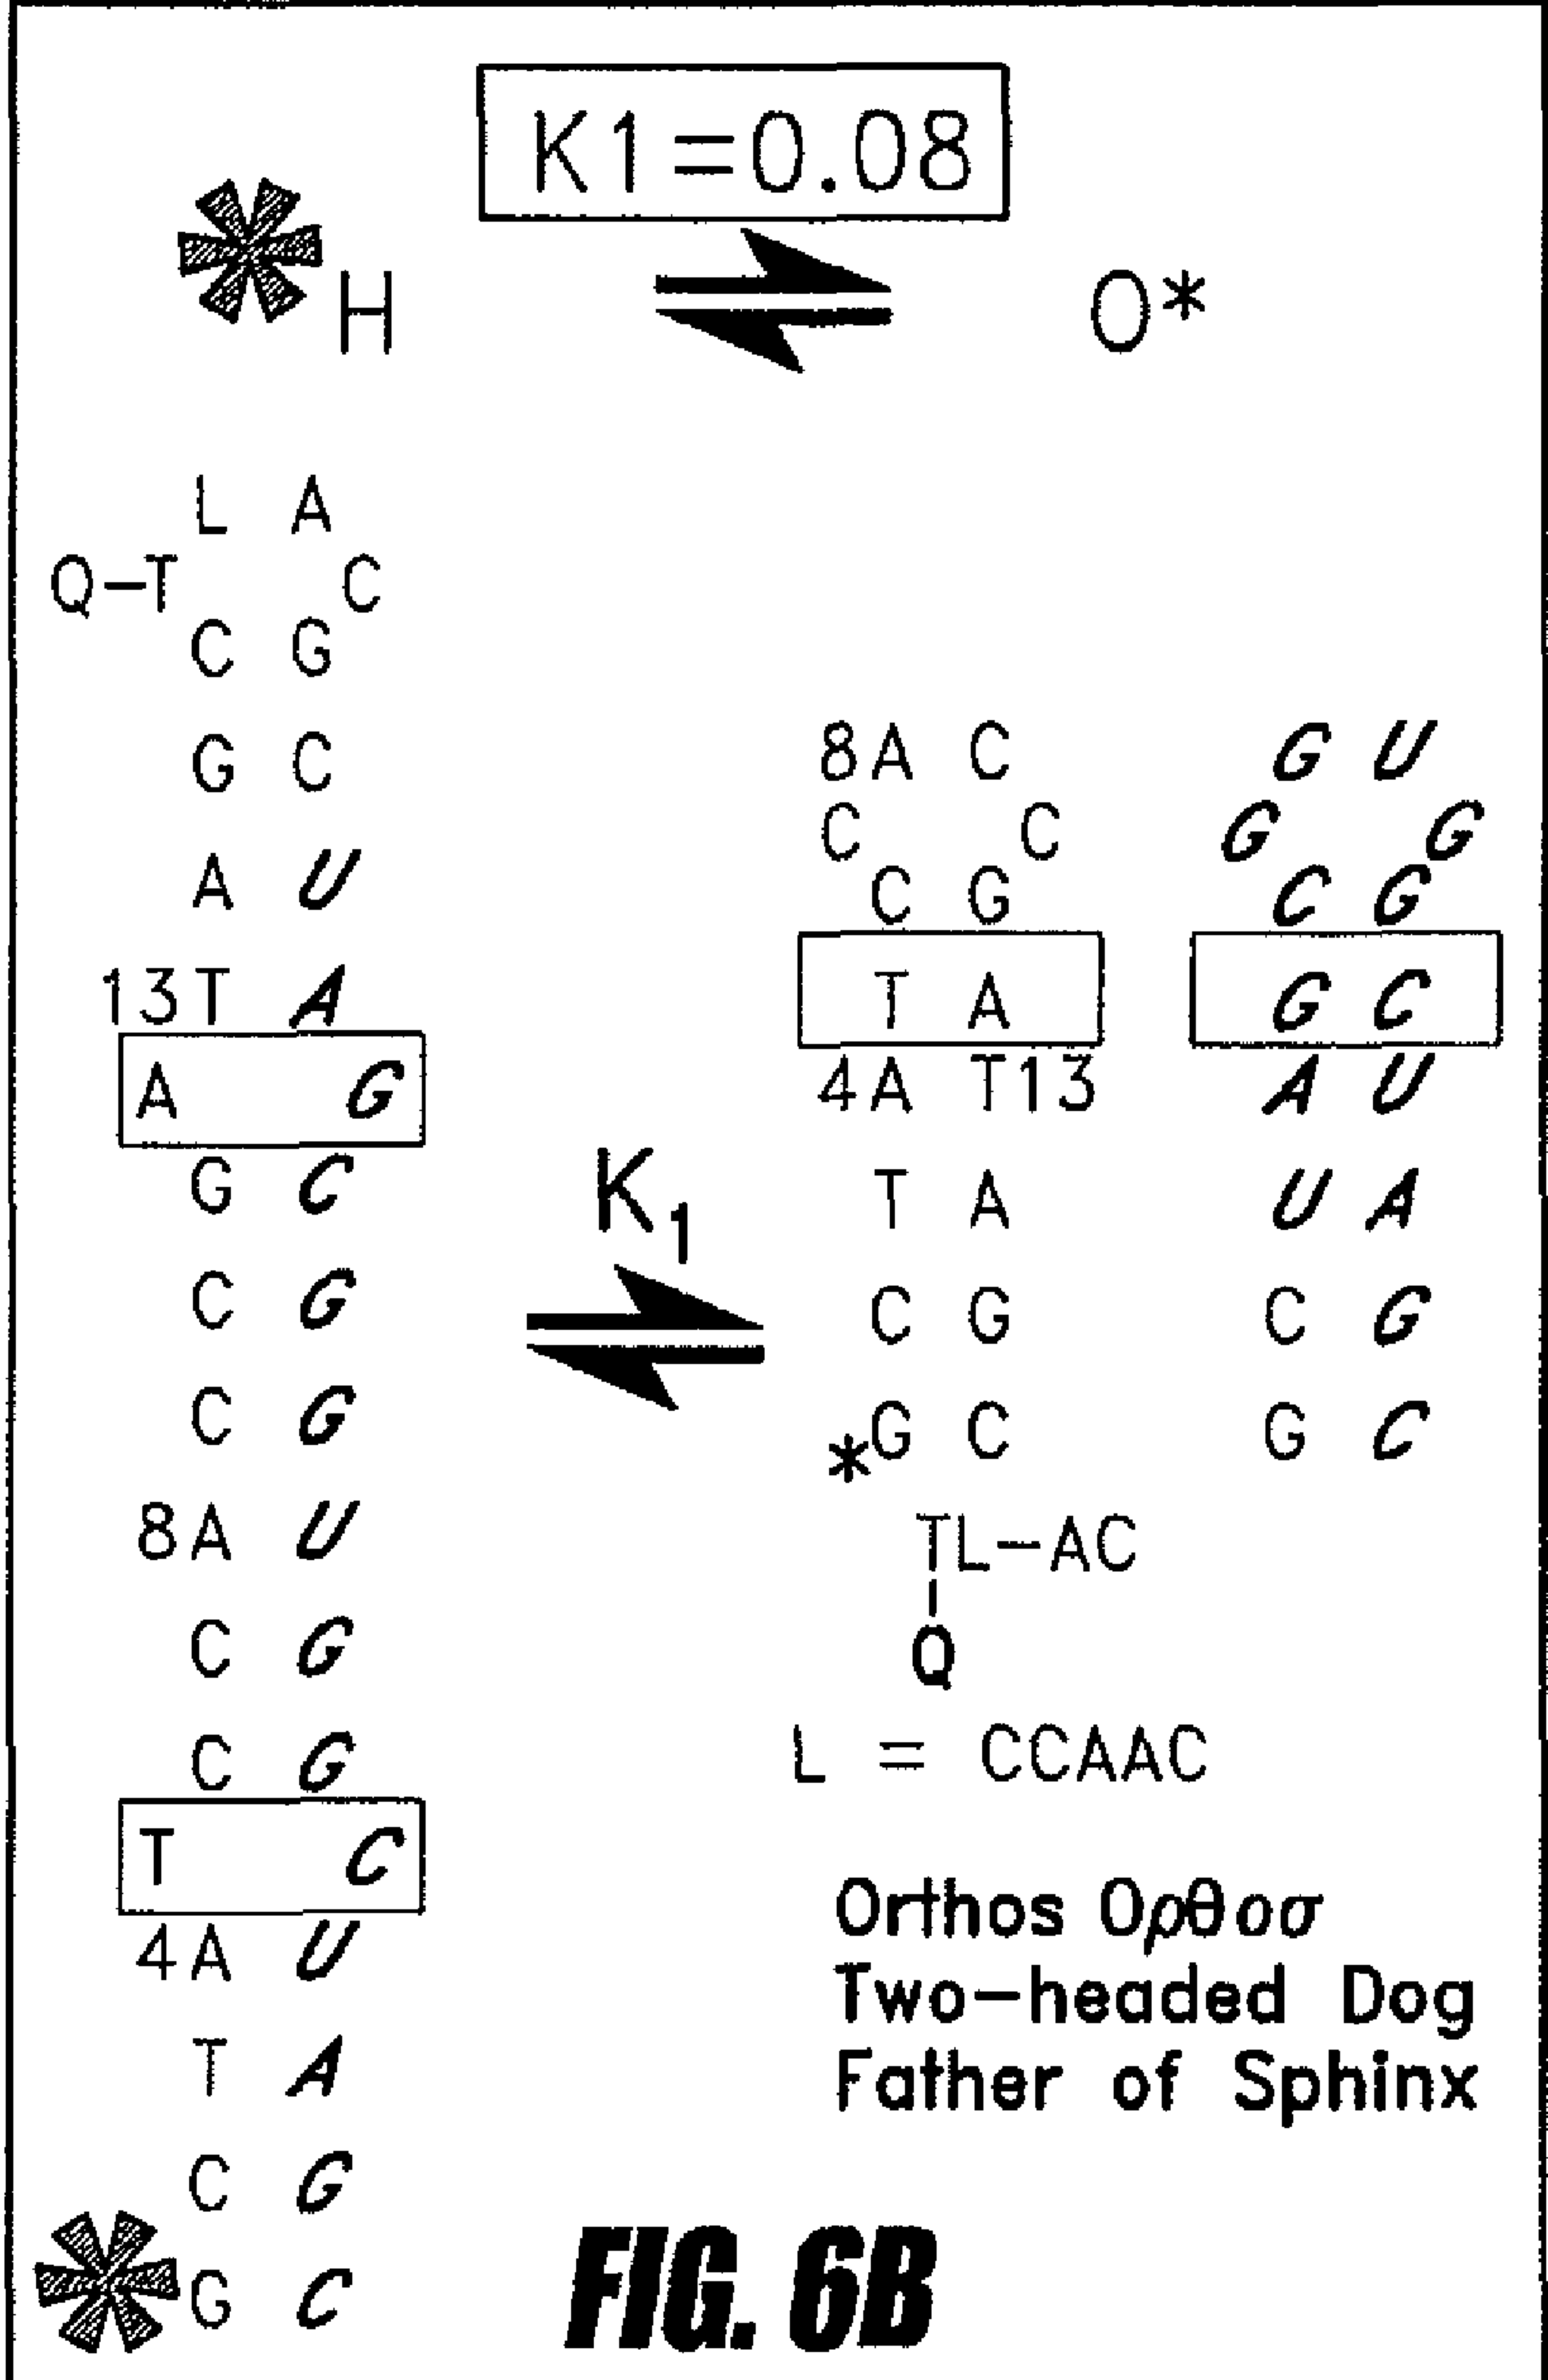 K1=0.08
H O*
L A
Q-T C
C G
G C
A U
13T A
A G
G C
C G
C G
8A U
C G
C G
T C
4A U
T A
C G
G C
K1
8A C
C C
C G
T A
4A T13
T A
C G
*G C
TL-AC
Q
G U
G G
C G
G C
A U
U A
C G
G C
L = CCAAC
Orthos Ορθοσ
Two-headed Dog
Father of Sphinx
FIG. 6B